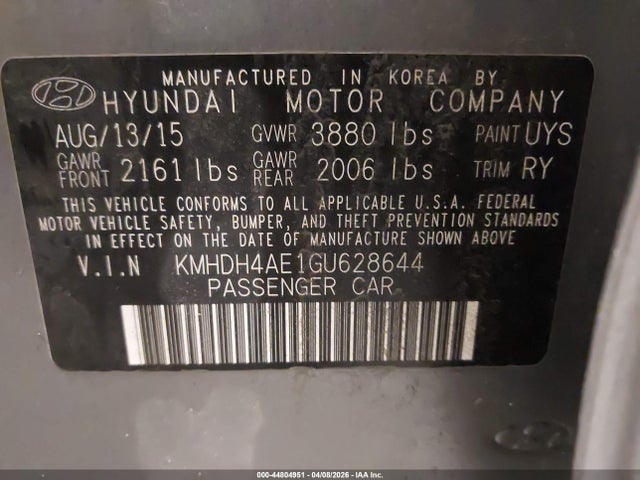 MANUFACTURED IN KOREA BY
HYUNDAI MOTOR COMPANY
AUG/13/15 GVWR 3880 lbs PAINT UYS
GAWR FRONT 2161 lbs GAWR REAR 2006 lbs TRIM RY
THIS VEHICLE CONFORMS TO ALL APPLICABLE U.S.A. FEDERAL
MOTOR VEHICLE SAFETY, BUMPER, AND THEFT PREVENTION STANDARDS
IN EFFECT ON THE DATE OF MANUFACTURE SHOWN ABOVE
V.I.N KMHDH4AE1GU628644
PASSENGER CAR
000-44804951 04/08/2026 IAA Inc.